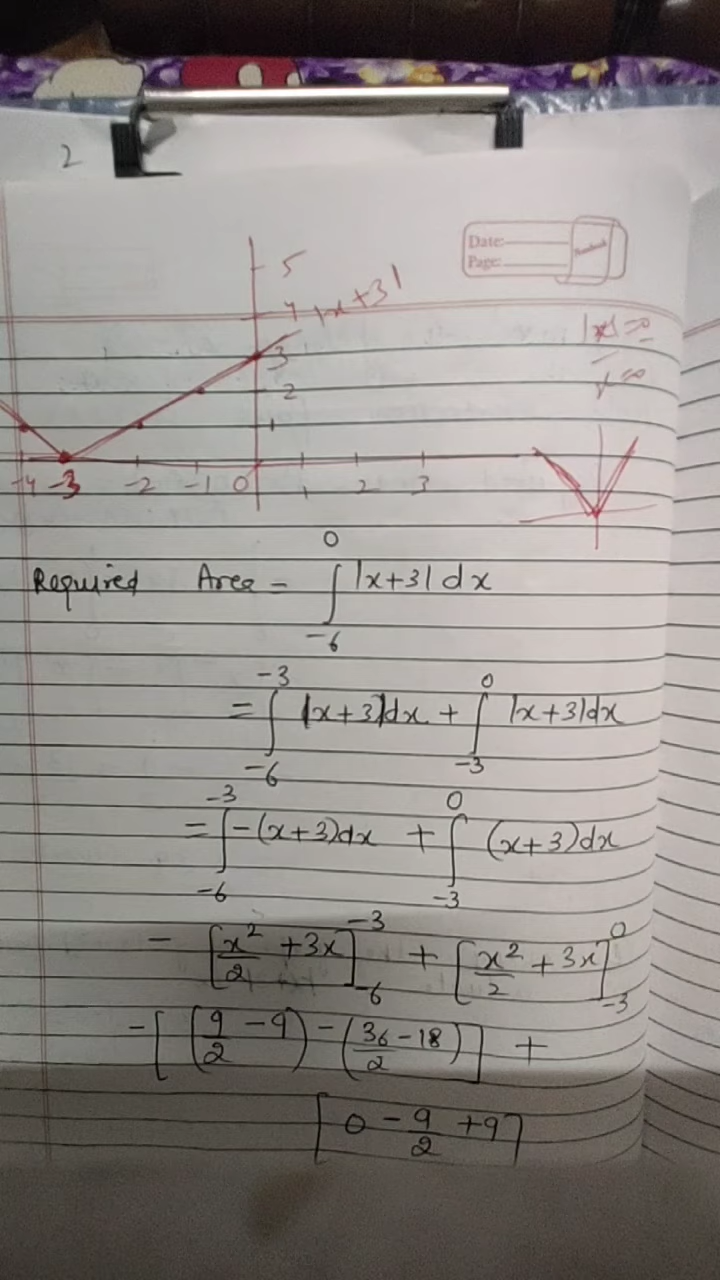 2
Date:
Page:
5
4 |x+3|
3
2
1
|x|=0
x=0
-4 -3 -2 -1 0 1 2 3
Required Area = ∫_{-6}^{0} |x+3| dx
= ∫_{-6}^{-3} |x+3|dx + ∫_{-3}^{0} |x+3|dx
= ∫_{-6}^{-3} -(x+3)dx + ∫_{-3}^{0} (x+3)dx
- [x²/2 + 3x]_{-6}^{-3} + [x²/2 + 3x]_{-3}^{0}
- [(9/2 - 9) - (36/2 - 18)] +
[0 - 9/2 + 9]